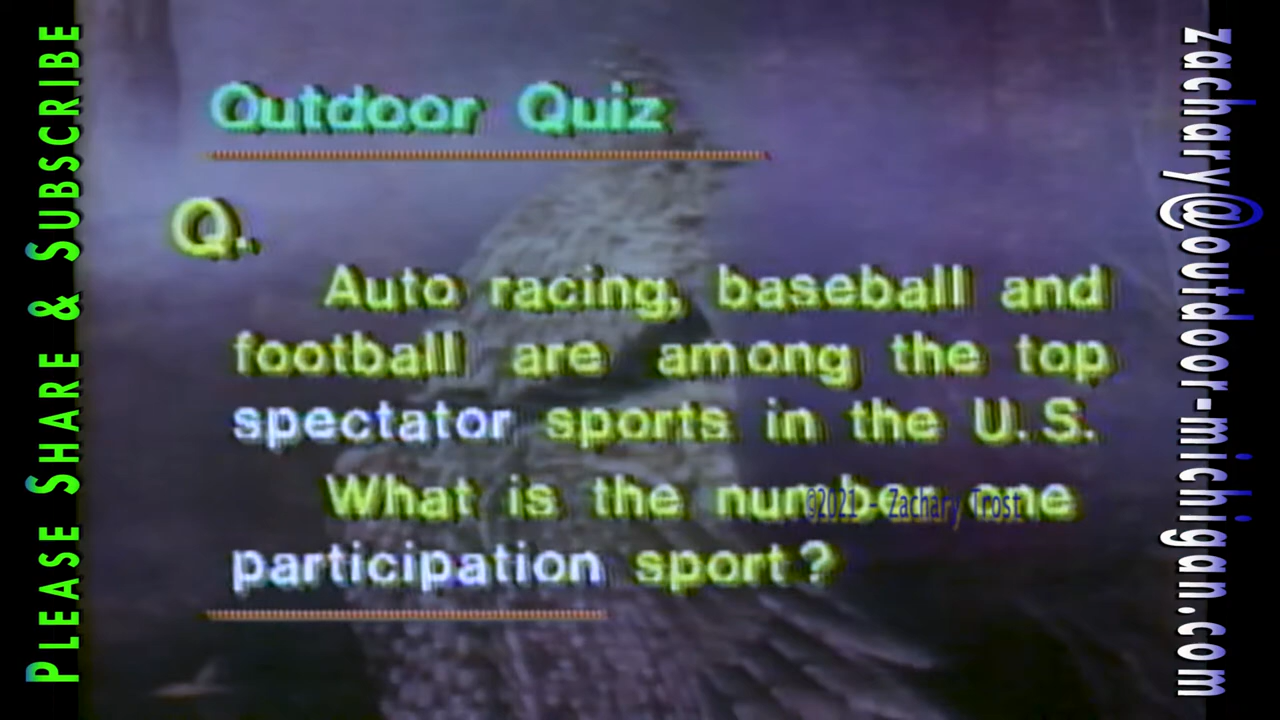 PLEASE SHARE & SUBSCRIBE
Outdoor Quiz
Q.
Auto racing, baseball and
football are among the top
spectator sports in the U.S.
What is the number one
participation sport?
©2021 - Zachary Trost
zachary@outdoor-michigan.com